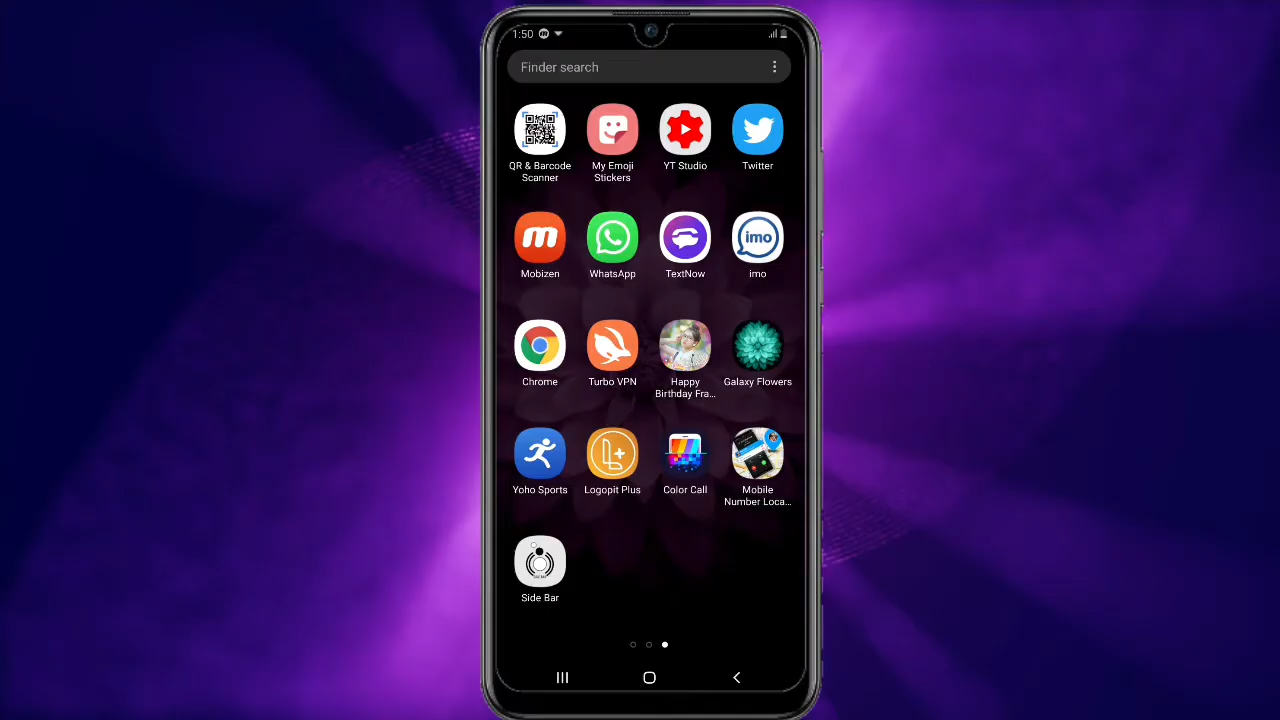 1:50
Finder search
QR & Barcode
Scanner
My Emoji
Stickers
YT Studio
Twitter
Mobizen
WhatsApp
TextNow
imo
imo
Chrome
Turbo VPN
Happy
Birthday Fra...
Galaxy Flowers
Yoho Sports
Logopit Plus
Color Call
Mobile
Number Loca...
Side Bar